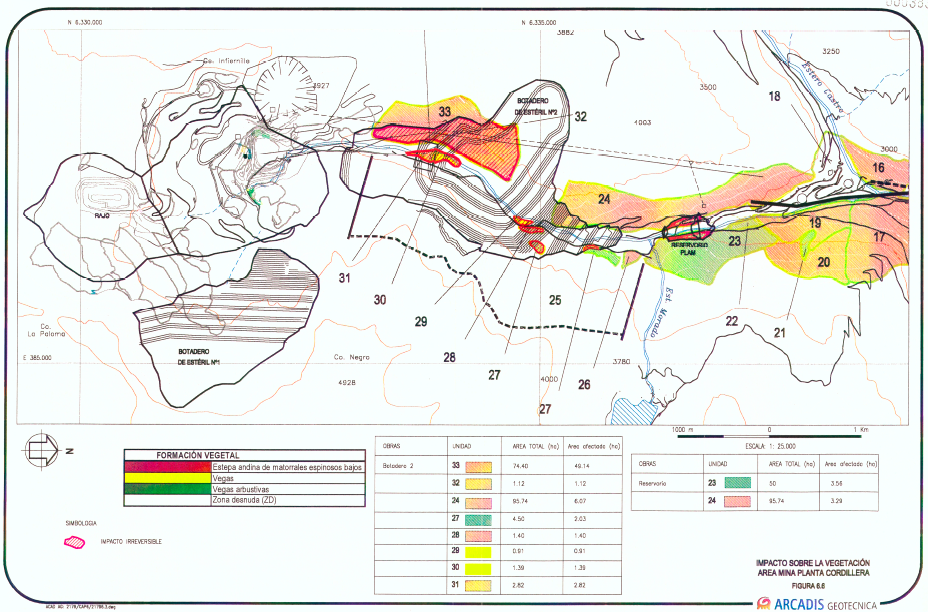 N 6,330.000
N 6,335.000
3882
3250
Co. Infiernillo
4927
3500
Estero Castro
18
BOTADERO
DE ESTÉRIL Nº2
33
32
1003
3000
16
24
RAJO
19
17
23
RESERVORIO
PLAM
20
31
30
29
25
Est. Morado
22
21
Co.
La Paloma
E 385.000
BOTADERO
DE ESTÉRIL Nº1
Co. Negro
4928
28
27
4000
26
3780
27
N
1000 m 0 1 Km
ESCALA: 1: 25.000
FORMACIÓN VEGETAL
Estepa andina de matorrales espinosos bajos
Vegas
Vegas arbustivas
Zona desnuda (ZD)
SIMBOLOGIA
IMPACTO IRREVERSIBLE
OBRAS UNIDAD AREA TOTAL (ha) Area afectada (ha)
Botadero 2 33 74.40 49.14
32 1.12 1.12
24 95.74 6.07
27 4.50 2.03
28 1.40 1.40
29 0.91 0.91
30 1.39 1.39
31 2.82 2.82
OBRAS UNIDAD AREA TOTAL (ha) Area afectada (ha)
Reservorio 23 50 3.56
24 95.74 3.29
IMPACTO SOBRE LA VEGETACIÓN
AREA MINA PLANTA CORDILLERA
FIGURA 6.6
ARCADIS GEOTECNICA